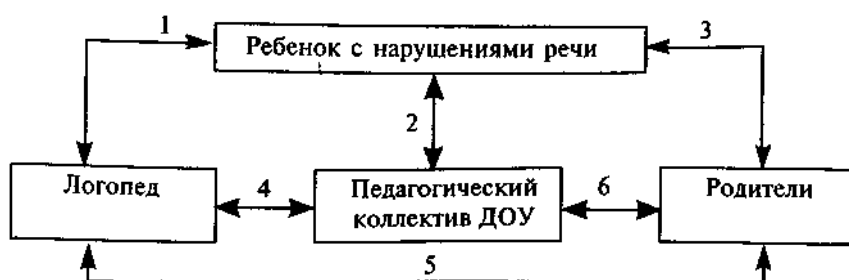 1
3
Ребенок с нарушениями речи
2
Логопед
4
Педагогический
коллектив ДОУ
6
Родители
5